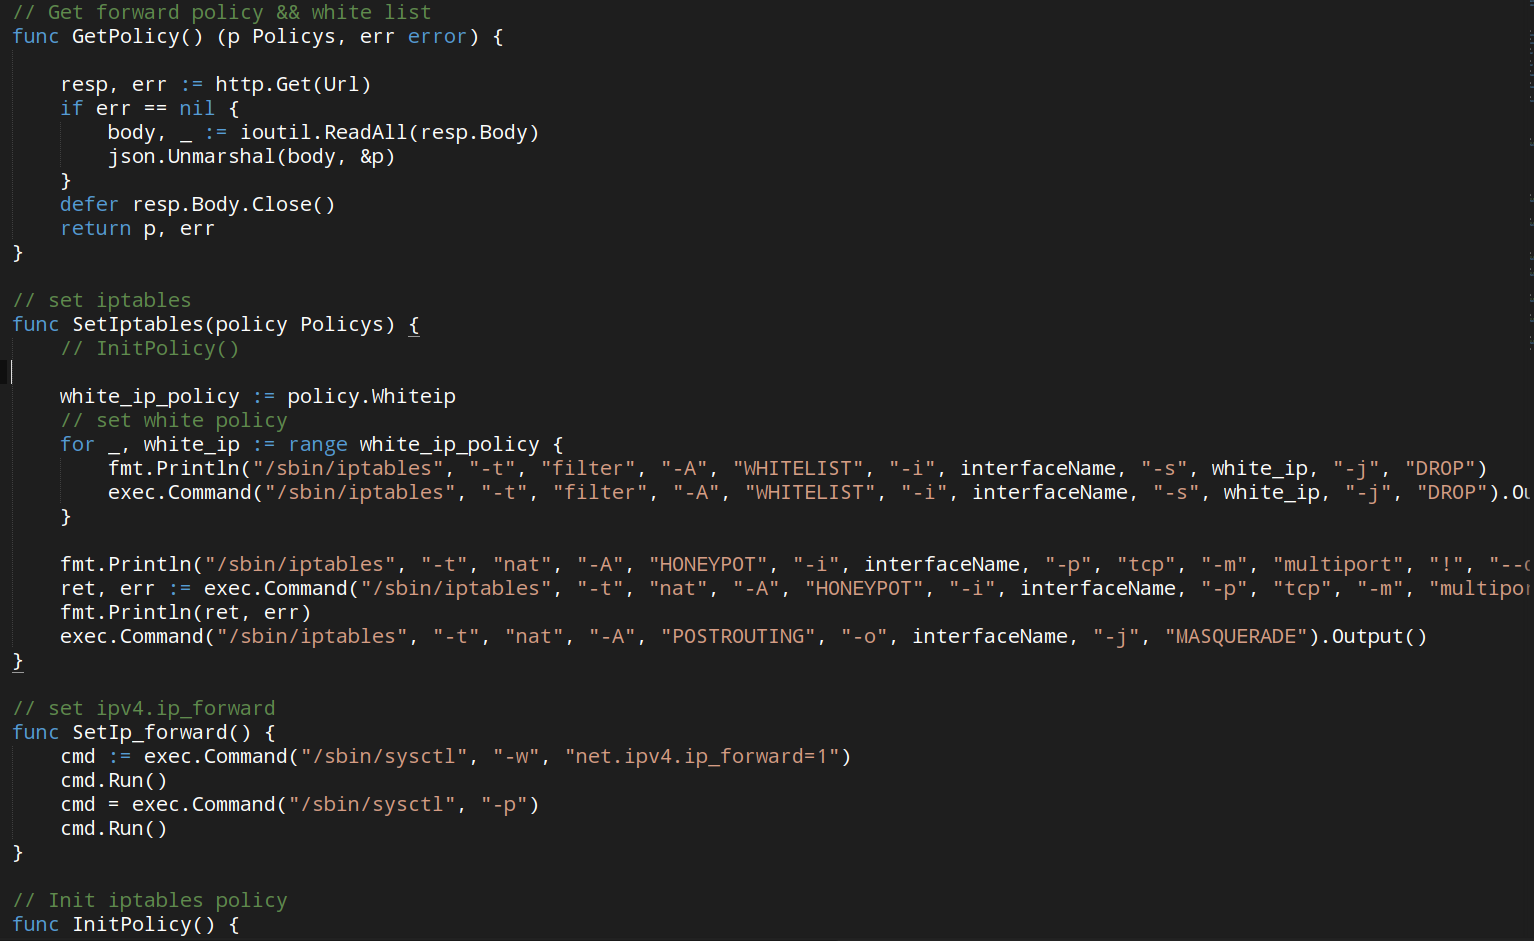 // Get forward policy && white list
func GetPolicy() (p Policys, err error) {
resp, err := http.Get(Url)
if err == nil {
body, _ := ioutil.ReadAll(resp.Body)
json.Unmarshal(body, &p)
}
defer resp.Body.Close()
return p, err
}
// set iptables
func SetIptables(policy Policys) {
// InitPolicy()
white_ip_policy := policy.Whiteip
// set white policy
for _, white_ip := range white_ip_policy {
fmt.Println("/sbin/iptables", "-t", "filter", "-A", "WHITELIST", "-i", interfaceName, "-s", white_ip, "-j", "DROP")
exec.Command("/sbin/iptables", "-t", "filter", "-A", "WHITELIST", "-i", interfaceName, "-s", white_ip, "-j", "DROP").Ou
}
fmt.Println("/sbin/iptables", "-t", "nat", "-A", "HONEYPOT", "-i", interfaceName, "-p", "tcp", "-m", "multiport", "!", "--
ret, err := exec.Command("/sbin/iptables", "-t", "nat", "-A", "HONEYPOT", "-i", interfaceName, "-p", "tcp", "-m", "multipor
fmt.Println(ret, err)
exec.Command("/sbin/iptables", "-t", "nat", "-A", "POSTROUTING", "-o", interfaceName, "-j", "MASQUERADE").Output()
}
// set ipv4.ip_forward
func SetIp_forward() {
cmd := exec.Command("/sbin/sysctl", "-w", "net.ipv4.ip_forward=1")
cmd.Run()
cmd = exec.Command("/sbin/sysctl", "-p")
cmd.Run()
}
// Init iptables policy
func InitPolicy() {